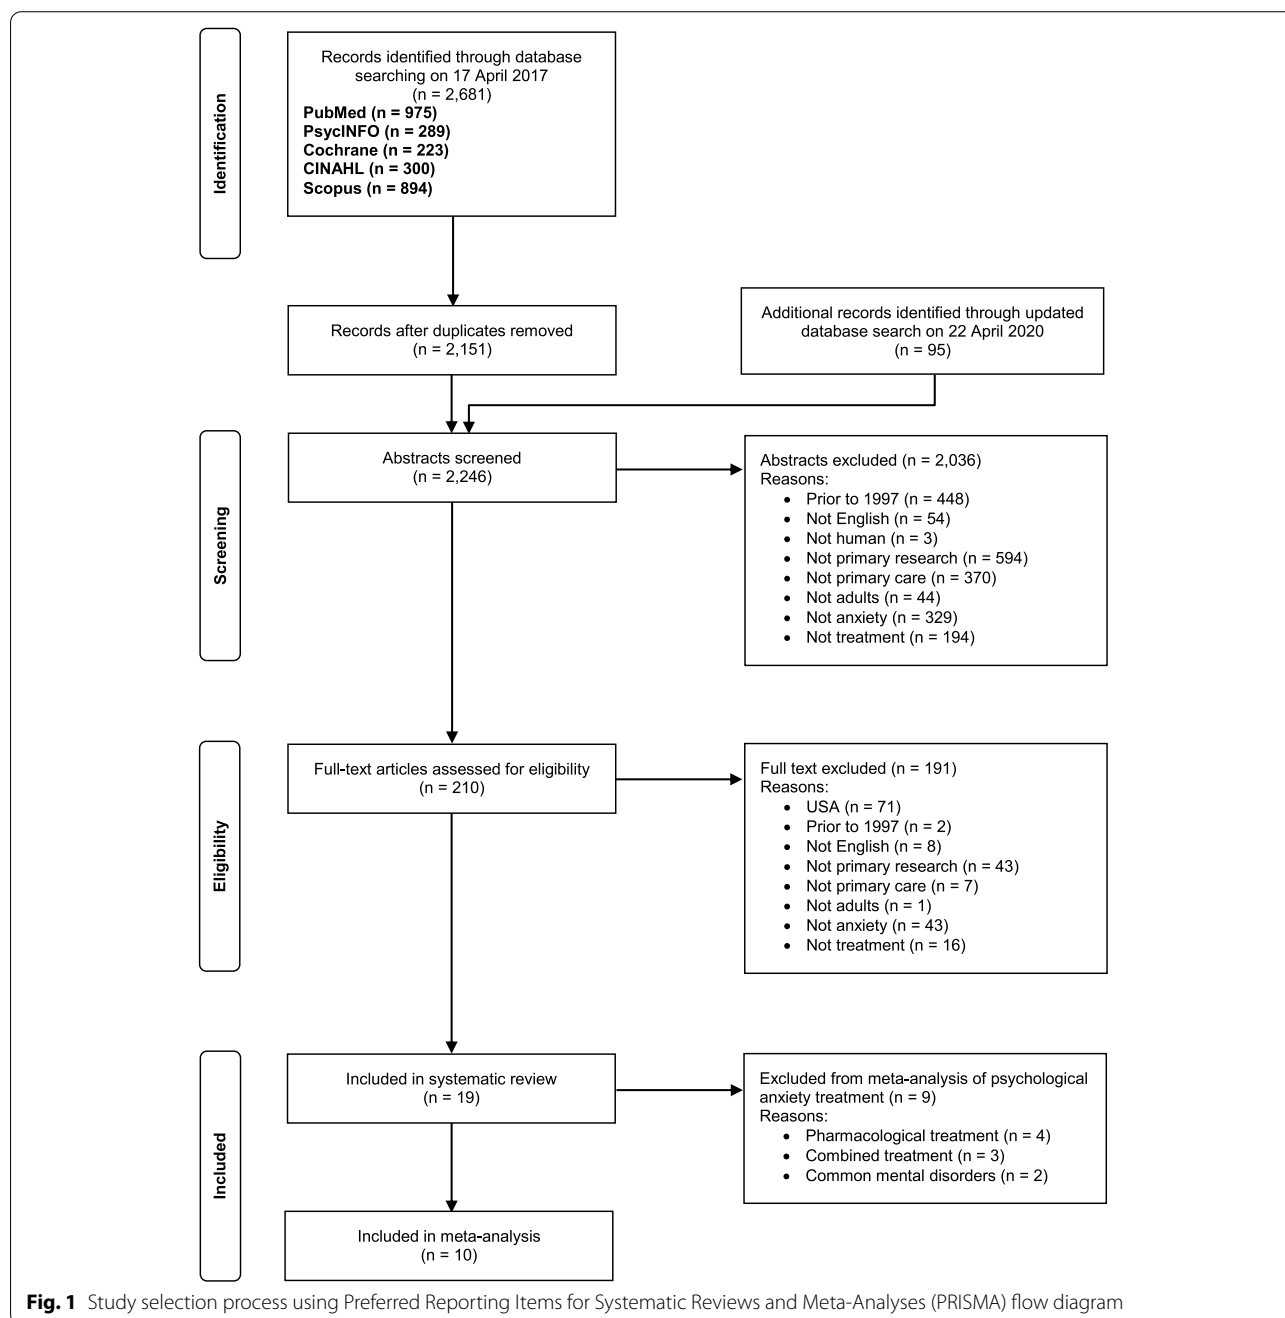 Identification
Records identified through database
searching on 17 April 2017
(n = 2,681)
PubMed (n = 975)
PsycINFO (n = 289)
Cochrane (n = 223)
CINAHL (n = 300)
Scopus (n = 894)
Records after duplicates removed
(n = 2,151)
Additional records identified through updated
database search on 22 April 2020
(n = 95)
Screening
Abstracts screened
(n = 2,246)
Abstracts excluded (n = 2,036)
Reasons:
• Prior to 1997 (n = 448)
• Not English (n = 54)
• Not human (n = 3)
• Not primary research (n = 594)
• Not primary care (n = 370)
• Not adults (n = 44)
• Not anxiety (n = 329)
• Not treatment (n = 194)
Eligibility
Full-text articles assessed for eligibility
(n = 210)
Full text excluded (n = 191)
Reasons:
• USA (n = 71)
• Prior to 1997 (n = 2)
• Not English (n = 8)
• Not primary research (n = 43)
• Not primary care (n = 7)
• Not adults (n = 1)
• Not anxiety (n = 43)
• Not treatment (n = 16)
Included
Included in systematic review
(n = 19)
Excluded from meta-analysis of psychological
anxiety treatment (n = 9)
Reasons:
• Pharmacological treatment (n = 4)
• Combined treatment (n = 3)
• Common mental disorders (n = 2)
Included in meta-analysis
(n = 10)
Fig. 1 Study selection process using Preferred Reporting Items for Systematic Reviews and Meta-Analyses (PRISMA) flow diagram